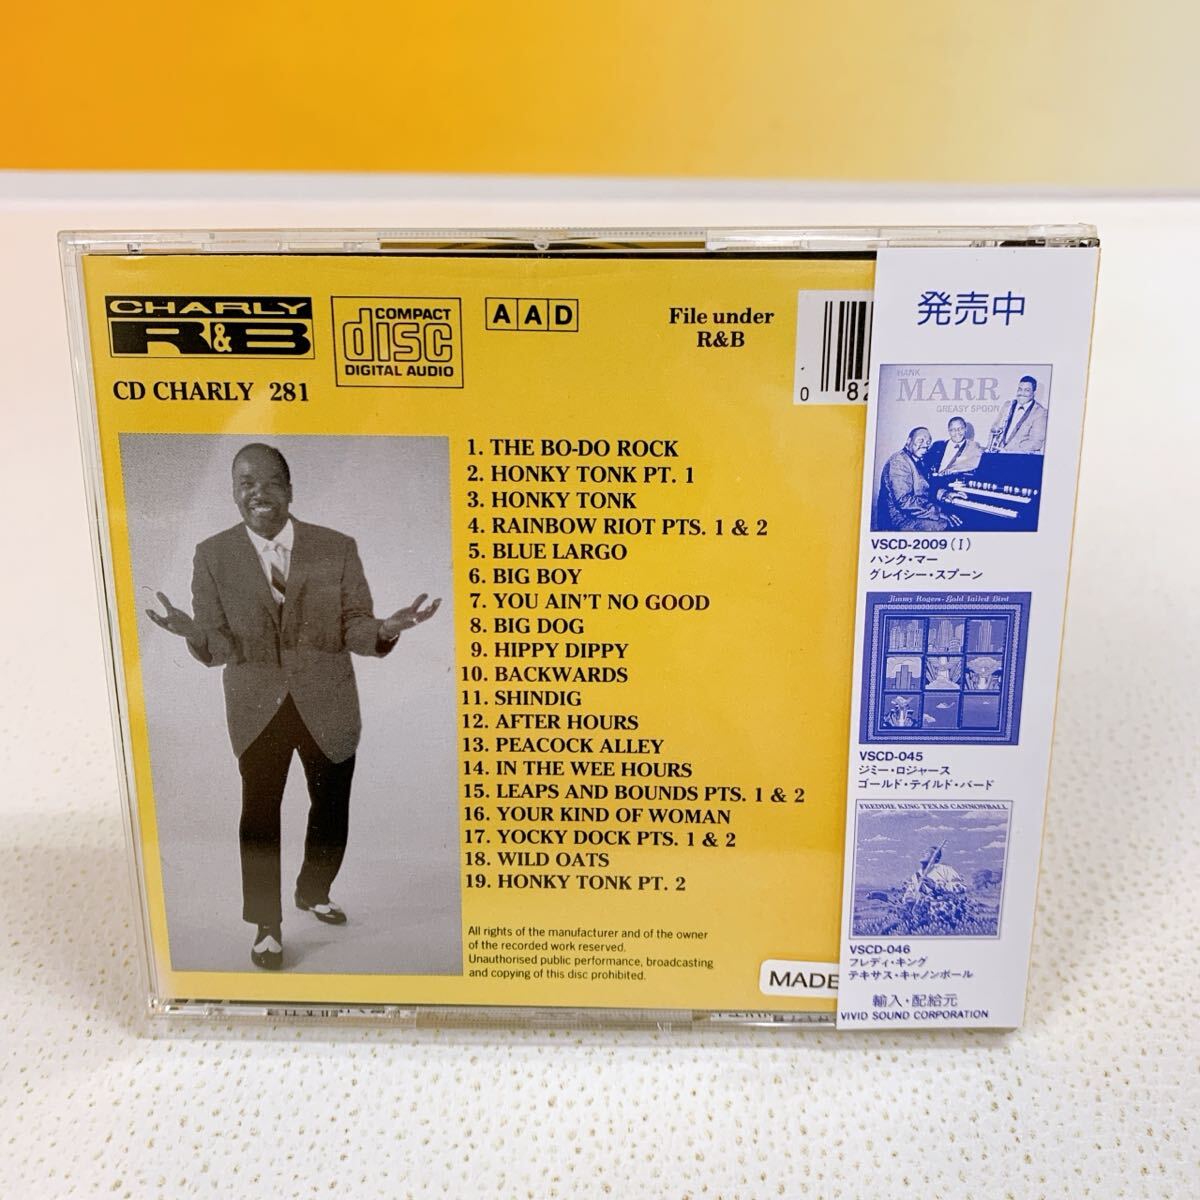 CHARLY
R&B
CD CHARLY 281
COMPACT
disc
DIGITAL AUDIO
AAD
File under
R&B
0 82
1. THE BO-DO ROCK
2. HONKY TONK PT. 1
3. HONKY TONK
4. RAINBOW RIOT PTS. 1 & 2
5. BLUE LARGO
6. BIG BOY
7. YOU AIN'T NO GOOD
8. BIG DOG
9. HIPPY DIPPY
10. BACKWARDS
11. SHINDIG
12. AFTER HOURS
13. PEACOCK ALLEY
14. IN THE WEE HOURS
15. LEAPS AND BOUNDS PTS. 1 & 2
16. YOUR KIND OF WOMAN
17. YOCKY DOCK PTS. 1 & 2
18. WILD OATS
19. HONKY TONK PT. 2
All rights of the manufacturer and of the owner
of the recorded work reserved.
Unauthorised public performance, broadcasting
and copying of this disc prohibited.
MADE
発売中
HANK
MARR
GREASY SPOON
VSCD-2009(I)
ハンク・マー
グレイシー・スプーン
Jimmy Rogers-Gold Tailed Bird
VSCD-045
ジミー・ロジャース
ゴールド・テイルド・バード
FREDDIE KING TEXAS CANNONBALL
VSCD-046
フレディ・キング
テキサス・キャノンボール
輸入・配給元
VIVID SOUND CORPORATION